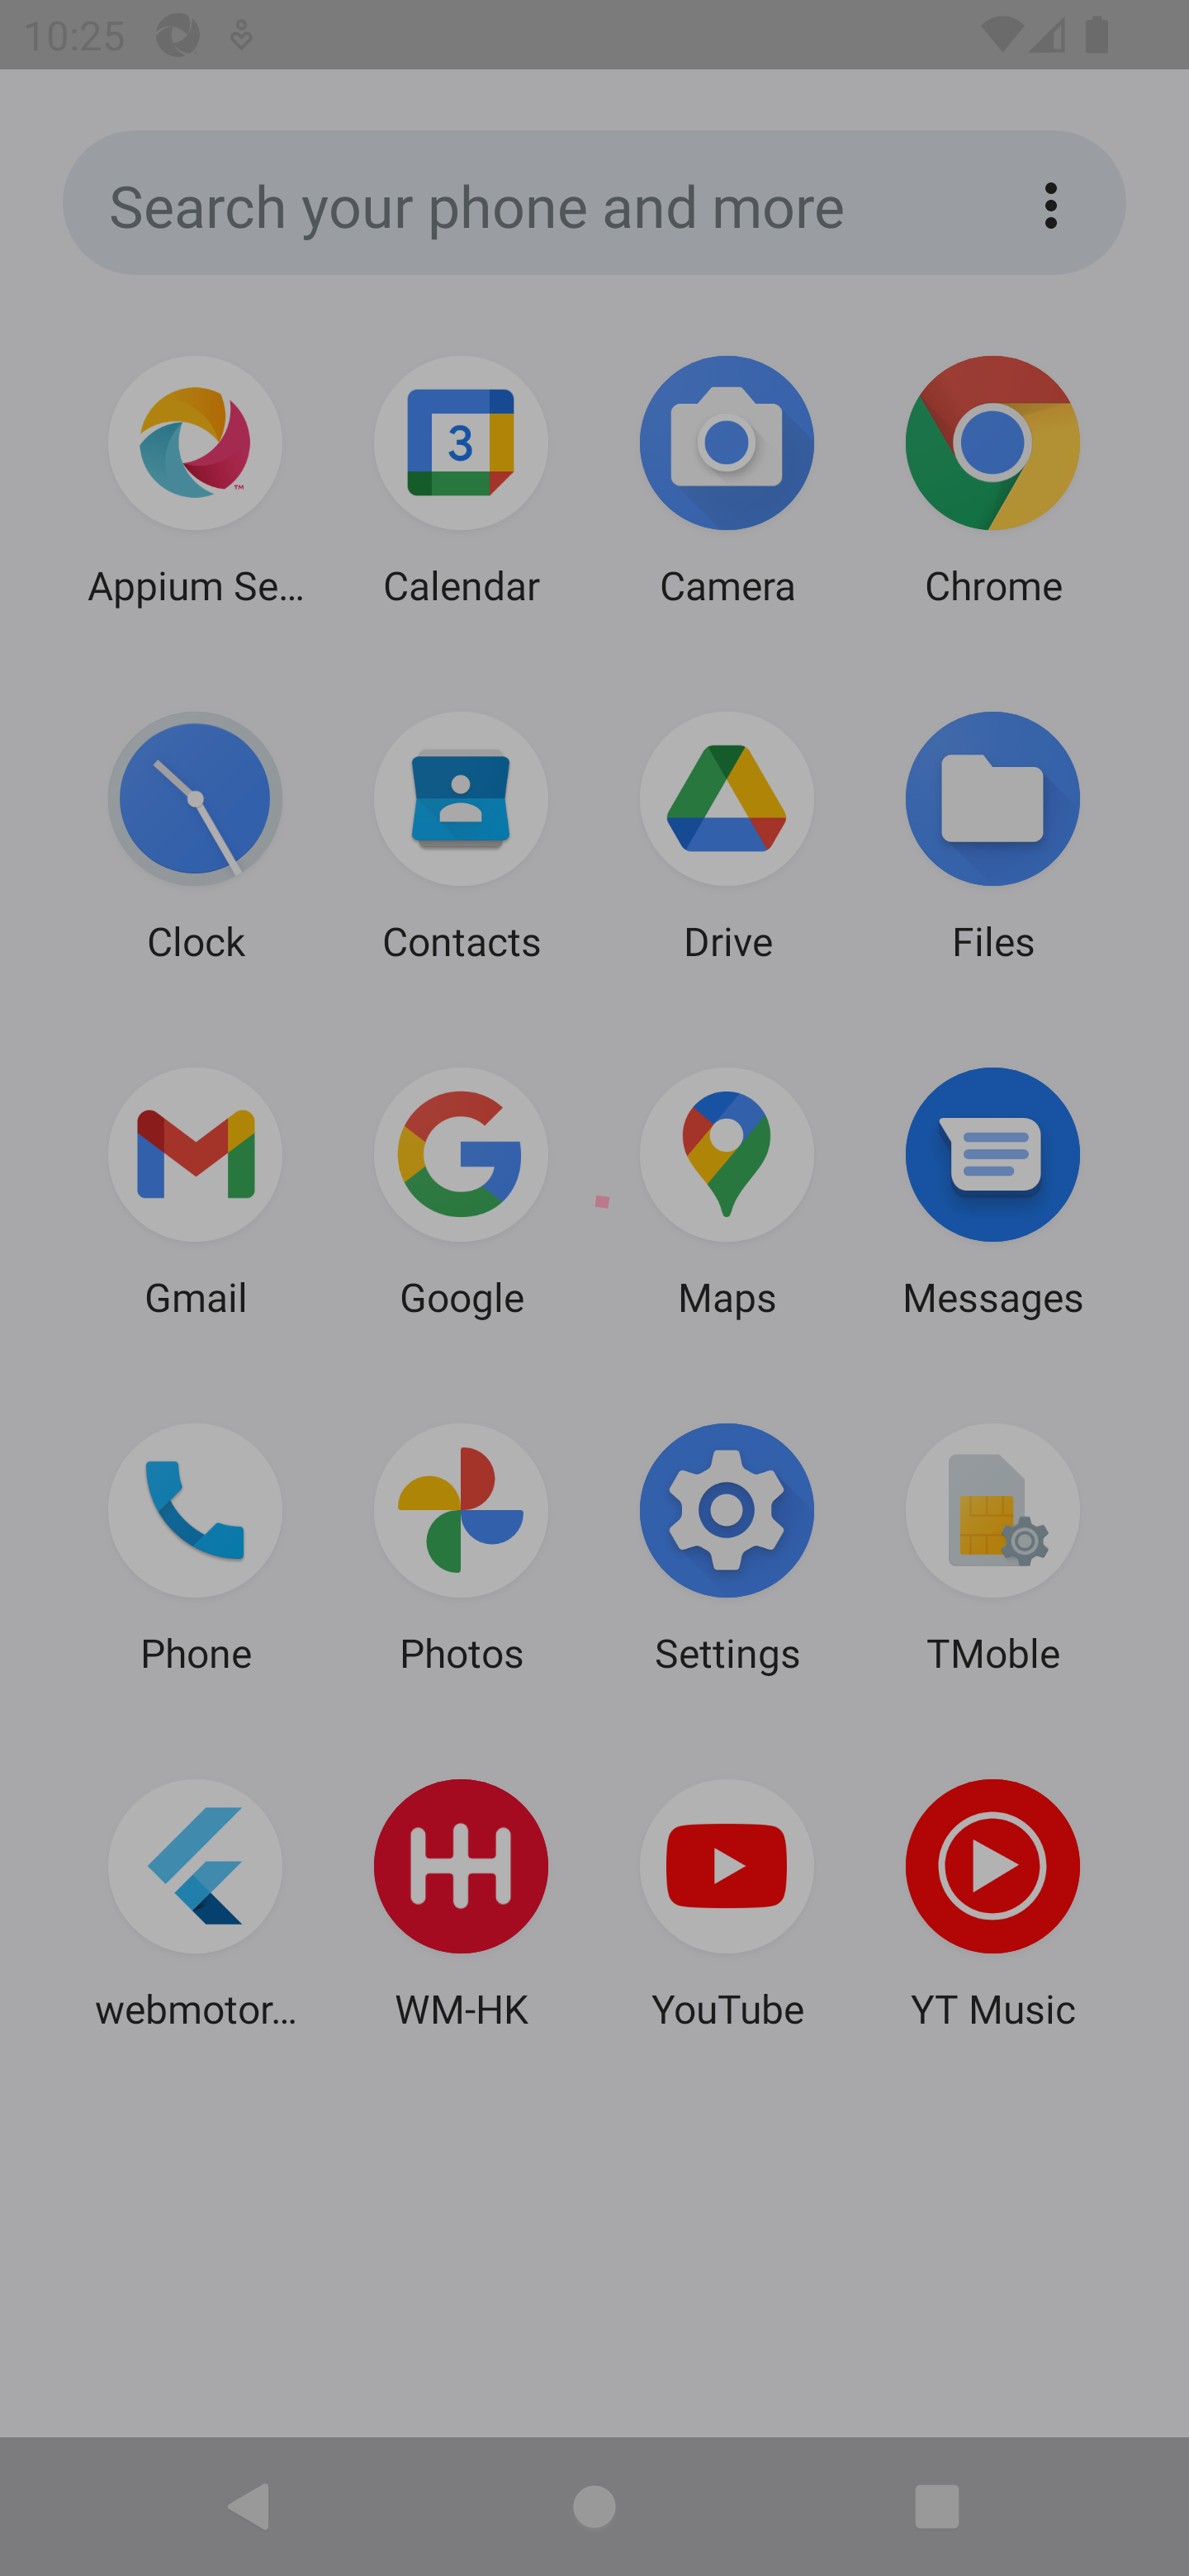 10:25
Search your phone and more
3
Appium Se... Calendar Camera Chrome
Clock Contacts Drive Files
Gmail Google Maps Messages
Phone Photos Settings TMoble
webmotor... WM-HK YouTube YT Music